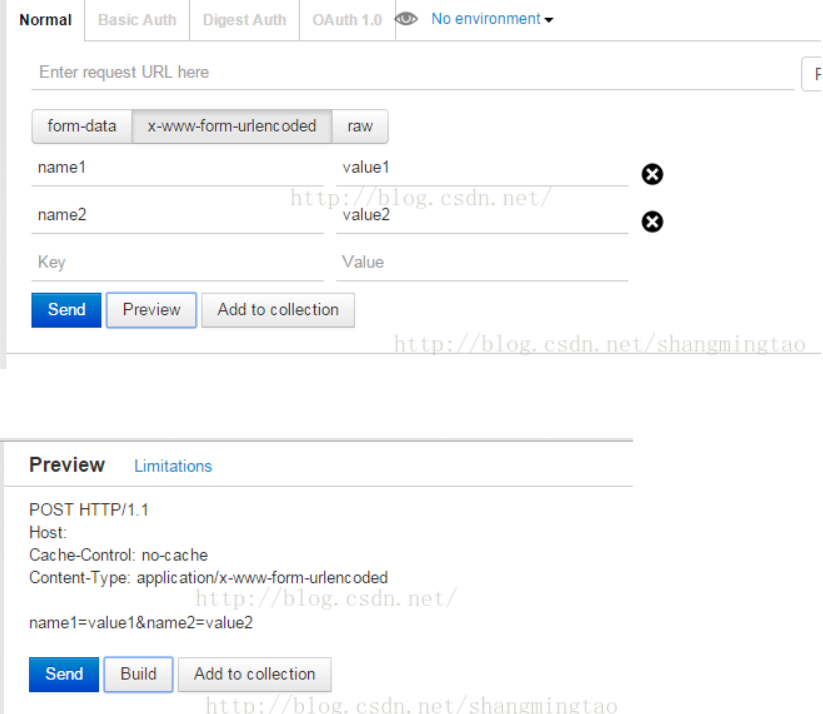 Normal Basic Auth Digest Auth OAuth 1.0 No environment
Enter request URL here
form-data x-www-form-urlencoded raw
name1 value1
http://blog.csdn.net/
name2 value2
Key Value
Send Preview Add to collection
http://blog.csdn.net/shangmingtao
Preview Limitations
POST HTTP/1.1
Host:
Cache-Control: no-cache
Content-Type: application/x-www-form-urlencoded
http://blog.csdn.net/
name1=value1&name2=value2
Send Build Add to collection
http://blog.csdn.net/shangmingtao